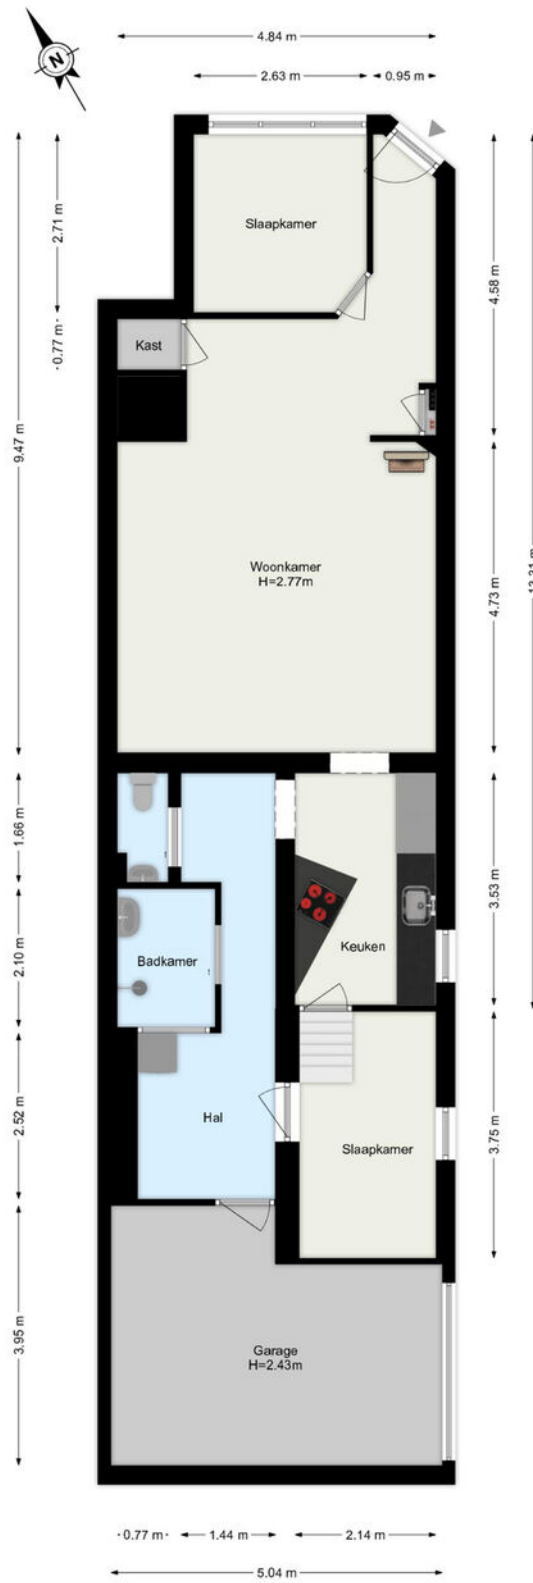 4.84 m
2.63 m
0.95 m
N
2.71 m
0.77 m
9.47 m
4.58 m
13.31 m
Slaapkamer
Kast
Woonkamer
H=2.77m
4.73 m
1.66 m
2.10 m
2.52 m
3.95 m
3.53 m
3.75 m
Badkamer
Keuken
Hal
Slaapkamer
Garage
H=2.43m
0.77 m
1.44 m
2.14 m
5.04 m